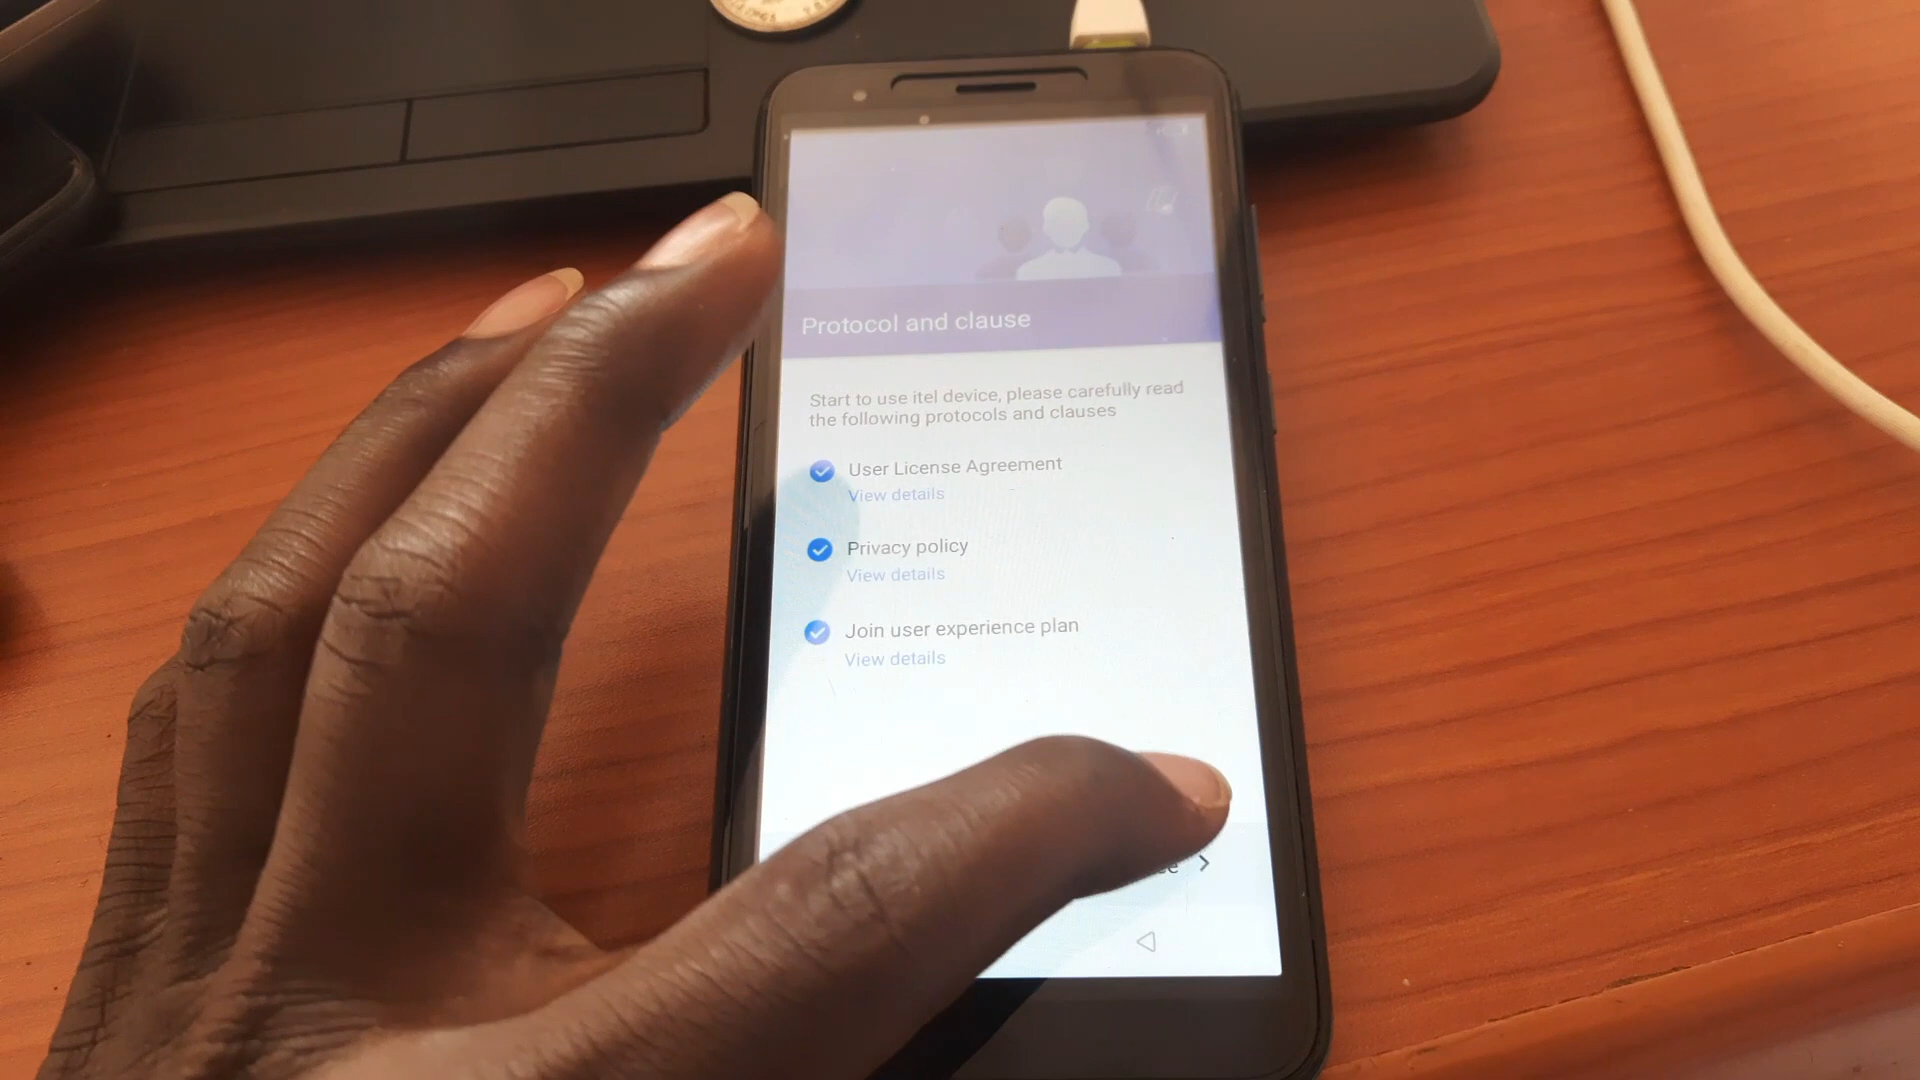 Protocol and clause
Start to use itel device, please carefully read
the following protocols and clauses
User License Agreement
View details
Privacy policy
View details
Join user experience plan
View details